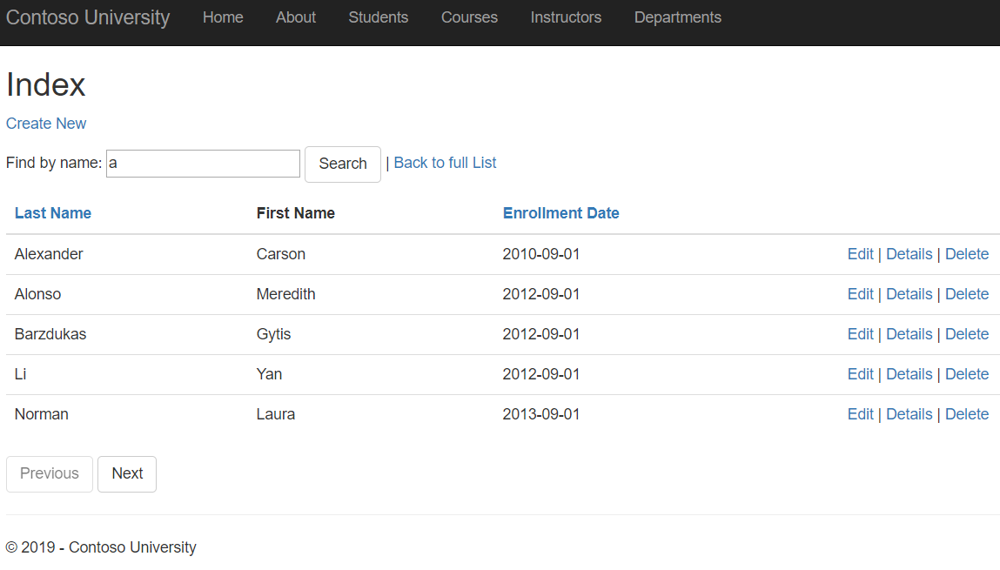 Contoso University Home About Students Courses Instructors Departments
Index
Create New
Find by name: a Search | Back to full List
Last Name First Name Enrollment Date
Alexander Carson 2010-09-01 Edit | Details | Delete
Alonso Meredith 2012-09-01 Edit | Details | Delete
Barzdukas Gytis 2012-09-01 Edit | Details | Delete
Li Yan 2012-09-01 Edit | Details | Delete
Norman Laura 2013-09-01 Edit | Details | Delete
Previous Next
© 2019 - Contoso University